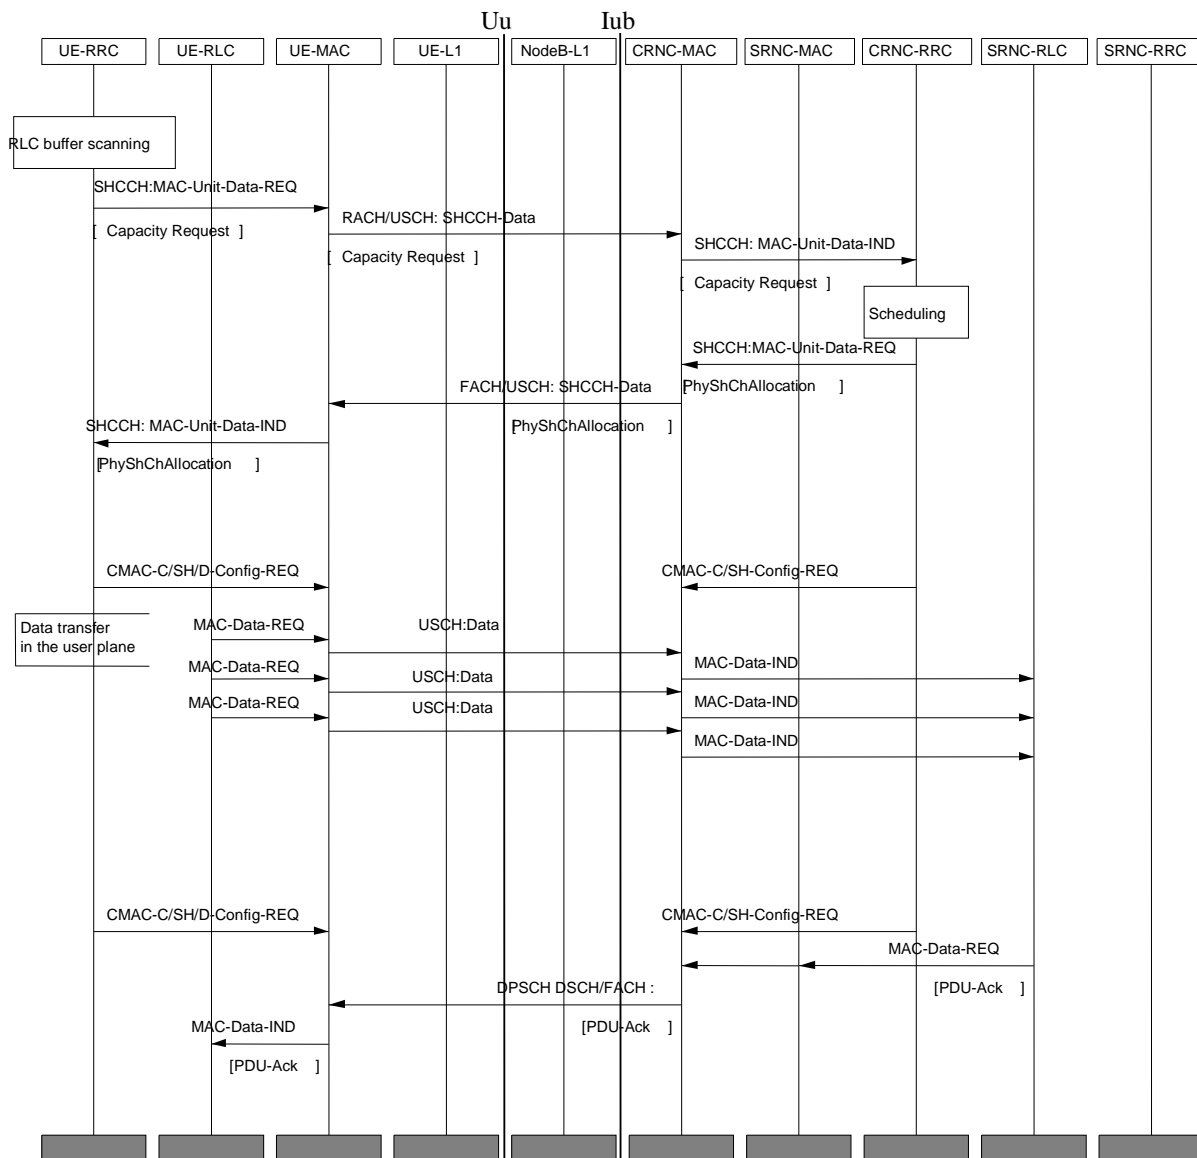 Uu Iub
UE-RRC UE-RLC UE-MAC UE-L1 NodeB-L1 CRNC-MAC SRNC-MAC CRNC-RRC SRNC-RLC SRNC-RRC
RLC buffer scanning
SHCCH:MAC-Unit-Data-REQ
[ Capacity Request ]
RACH/USCH: SHCCH-Data
[ Capacity Request ]
SHCCH: MAC-Unit-Data-IND
[ Capacity Request ]
Scheduling
SHCCH:MAC-Unit-Data-REQ
[PhyShChAllocation ]
FACH/USCH: SHCCH-Data
[PhyShChAllocation ]
SHCCH: MAC-Unit-Data-IND
[PhyShChAllocation ]
CMAC-C/SH/D-Config-REQ CMAC-C/SH-Config-REQ
Data transfer
in the user plane
MAC-Data-REQ USCH:Data
MAC-Data-IND
MAC-Data-REQ USCH:Data
MAC-Data-IND
MAC-Data-REQ USCH:Data
MAC-Data-IND
CMAC-C/SH/D-Config-REQ CMAC-C/SH-Config-REQ
MAC-Data-REQ
[PDU-Ack ]
DPSCH DSCH/FACH :
[PDU-Ack ]
MAC-Data-IND
[PDU-Ack ]